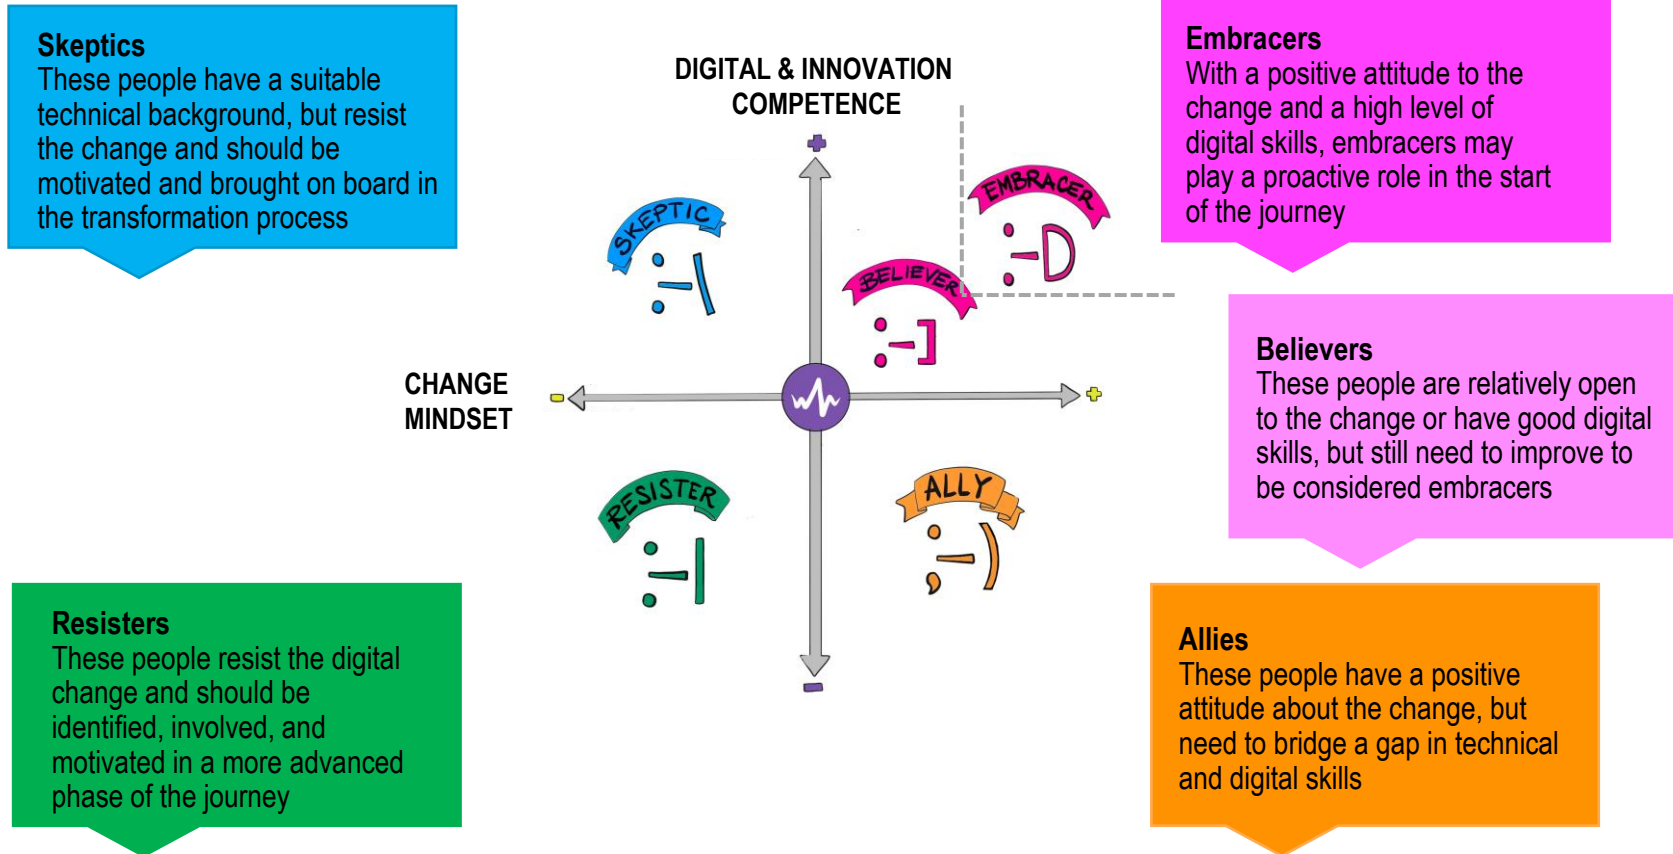 Skeptics
These people have a suitable
technical background, but resist
the change and should be
motivated and brought on board in
the transformation process
DIGITAL & INNOVATION
COMPETENCE
Embracers
With a positive attitude to the
change and a high level of
digital skills, embracers may
play a proactive role in the start
of the journey
SKEPTIC
:-\
EMBRACER
:-D
BELIEVER
:-]
Believers
These people are relatively open
to the change or have good digital
skills, but still need to improve to
be considered embracers
CHANGE
MINDSET
RESISTER
:-|
ALLY
;-)
Resisters
These people resist the digital
change and should be
identified, involved, and
motivated in a more advanced
phase of the journey
Allies
These people have a positive
attitude about the change, but
need to bridge a gap in technical
and digital skills